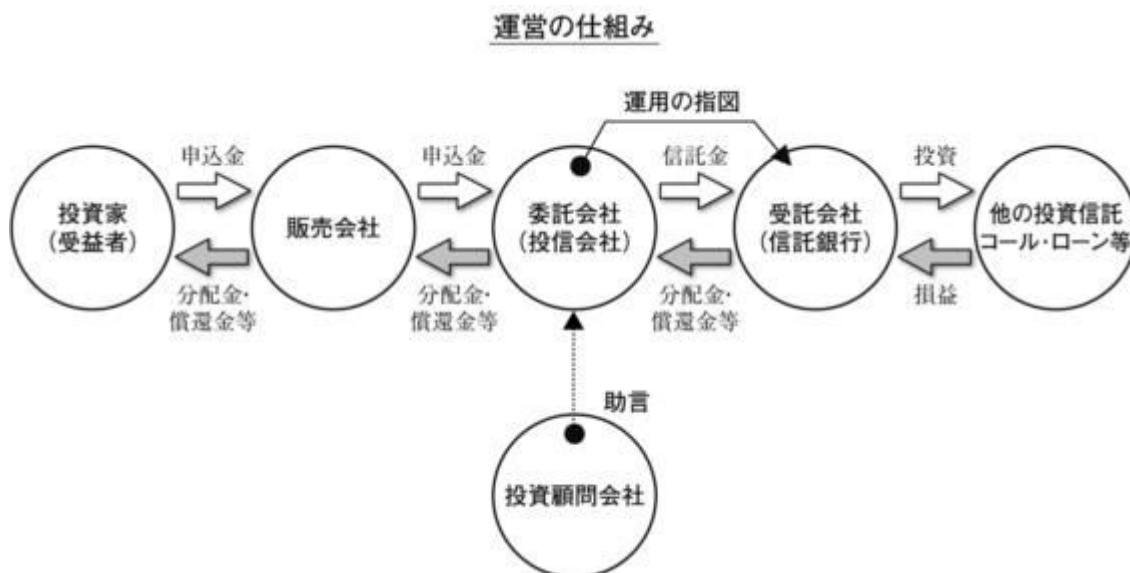 運営の仕組み
運用の指図
申込金
申込金
信託金
投資
投資家
(受益者)
販売会社
委託会社
(投信会社)
受託会社
(信託銀行)
他の投資信託
コール・ローン等
分配金・
償還金等
分配金・
償還金等
分配金・
償還金等
損益
助言
投資顧問会社